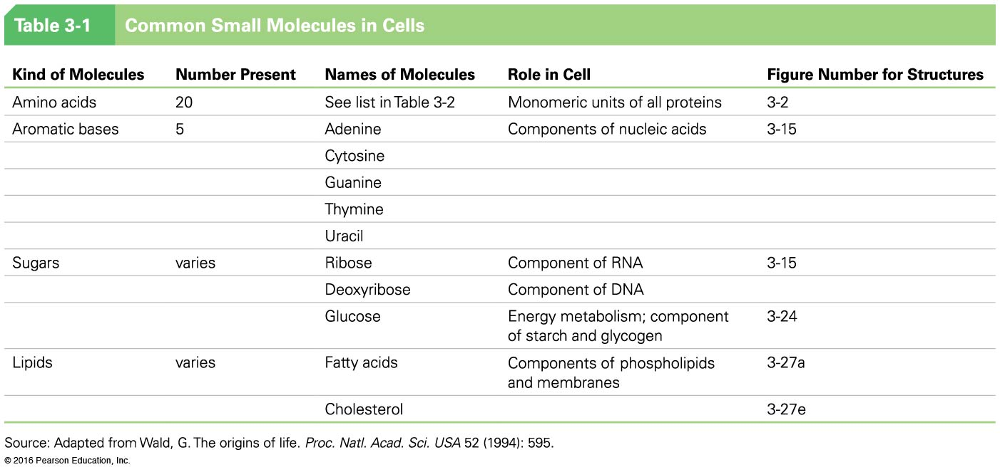 Table 3-1 Common Small Molecules in Cells
Kind of Molecules Number Present Names of Molecules Role in Cell Figure Number for Structures
Amino acids 20 See list in Table 3-2 Monomeric units of all proteins 3-2
Aromatic bases 5 Adenine Components of nucleic acids 3-15
Cytosine
Guanine
Thymine
Uracil
Sugars varies Ribose Component of RNA 3-15
Deoxyribose Component of DNA
Glucose Energy metabolism; component 3-24
of starch and glycogen
Lipids varies Fatty acids Components of phospholipids 3-27a
and membranes
Cholesterol 3-27e
Source: Adapted from Wald, G. The origins of life. Proc. Natl. Acad. Sci. USA 52 (1994): 595.
© 2016 Pearson Education, Inc.